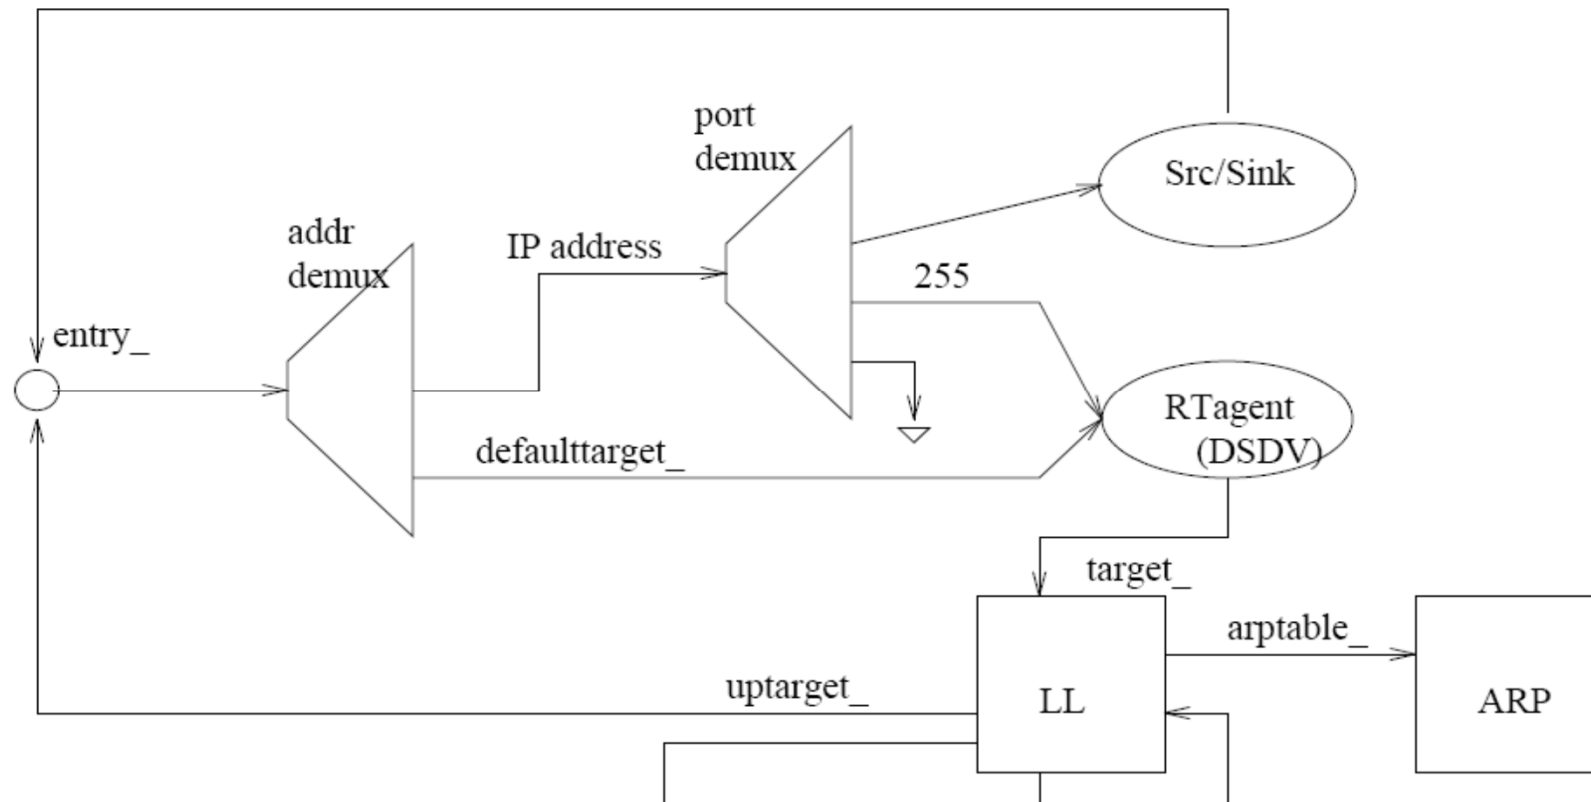 port
demux
Src/Sink
addr
demux
IP address
255
entry_
RTagent
(DSDV)
defaulttarget_
target_
arptable_
uptarget_
LL
ARP